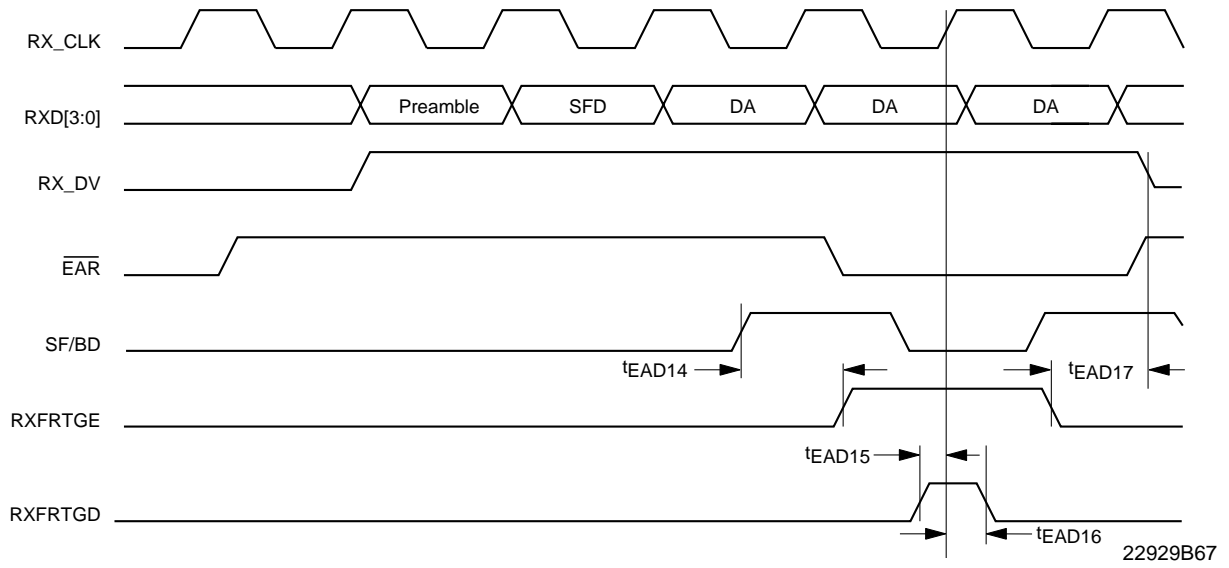 RX_CLK
RXD[3:0] Preamble SFD DA DA DA
RX_DV
EAR
SF/BD
tEAD14 tEAD17
RXFRTGE
tEAD15
RXFRTGD
tEAD16
22929B67